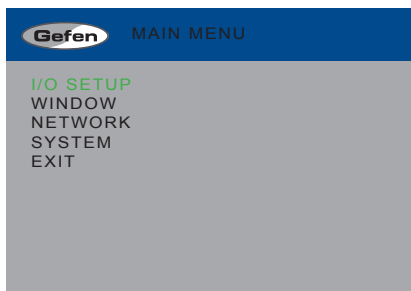 Gefen MAIN MENU
I/O SETUP
WINDOW
NETWORK
SYSTEM
EXIT